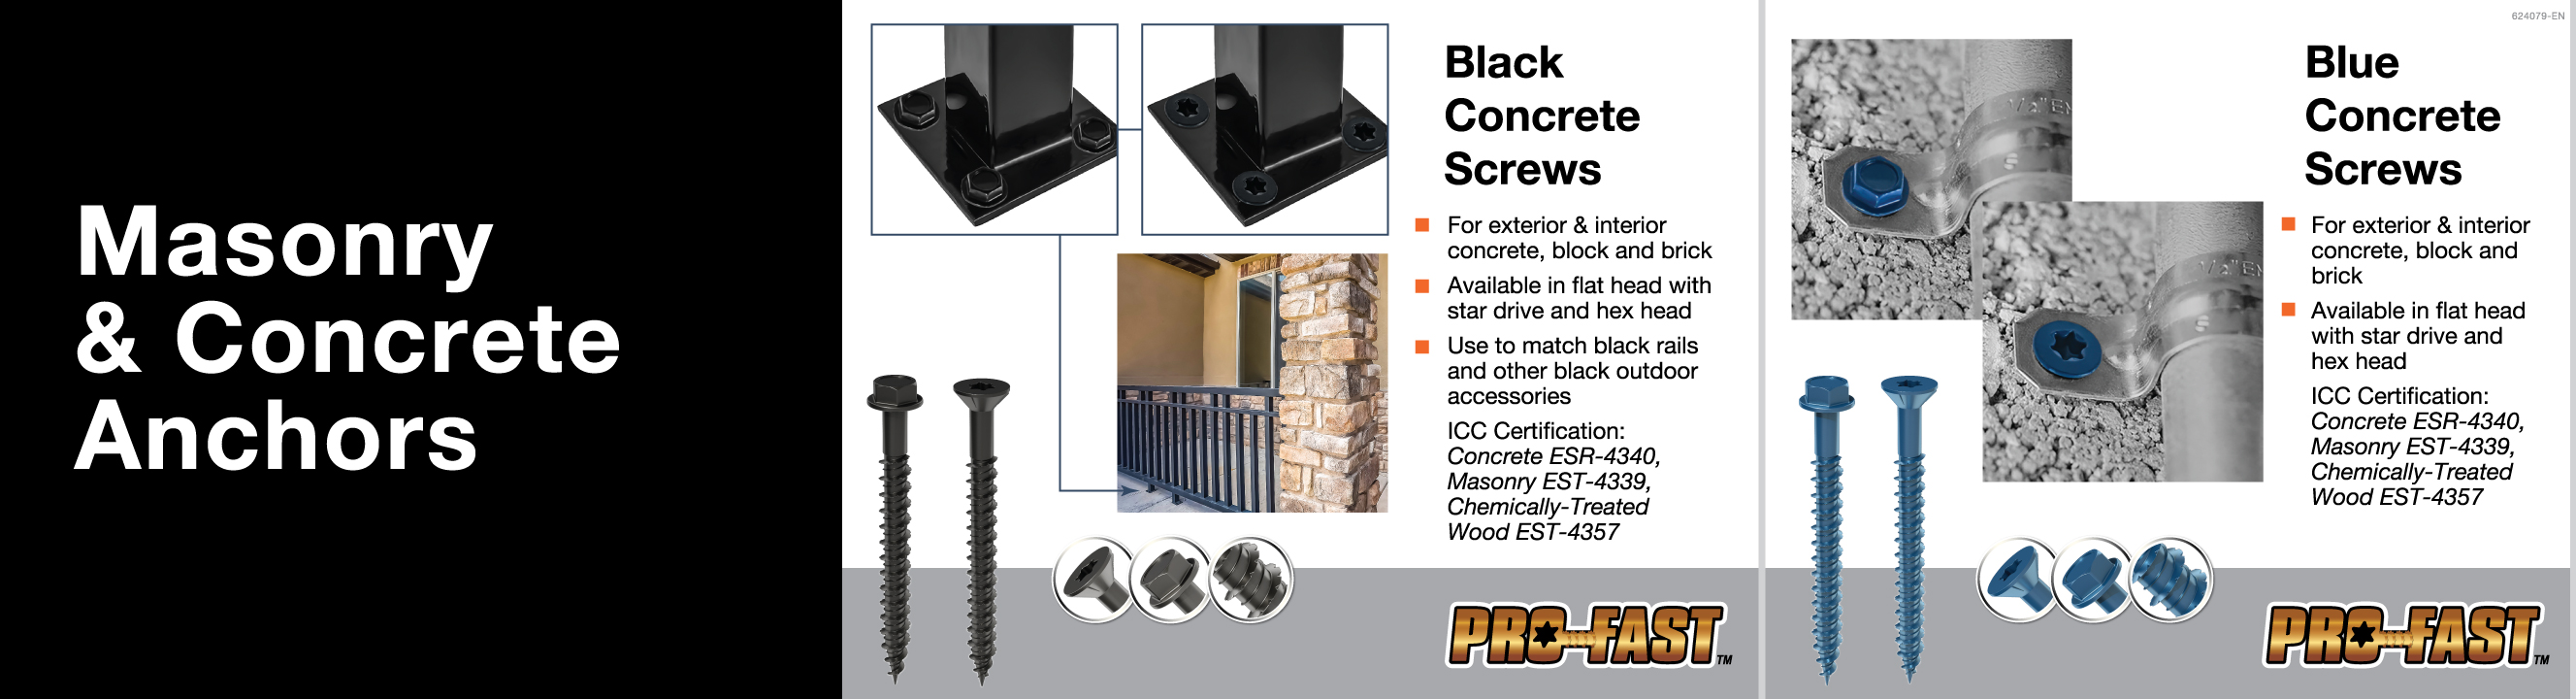 Masonry
& Concrete
Anchors
Black
Concrete
Screws
For exterior & interior
concrete, block and brick
Available in flat head with
star drive and hex head
Use to match black rails
and other black outdoor
accessories
ICC Certification:
Concrete ESR-4340,
Masonry EST-4339,
Chemically-Treated
Wood EST-4357
PRO-FAST™
624079-EN
Blue
Concrete
Screws
For exterior & interior
concrete, block and
brick
Available in flat head
with star drive and
hex head
ICC Certification:
Concrete ESR-4340,
Masonry EST-4339,
Chemically-Treated
Wood EST-4357
PRO-FAST™